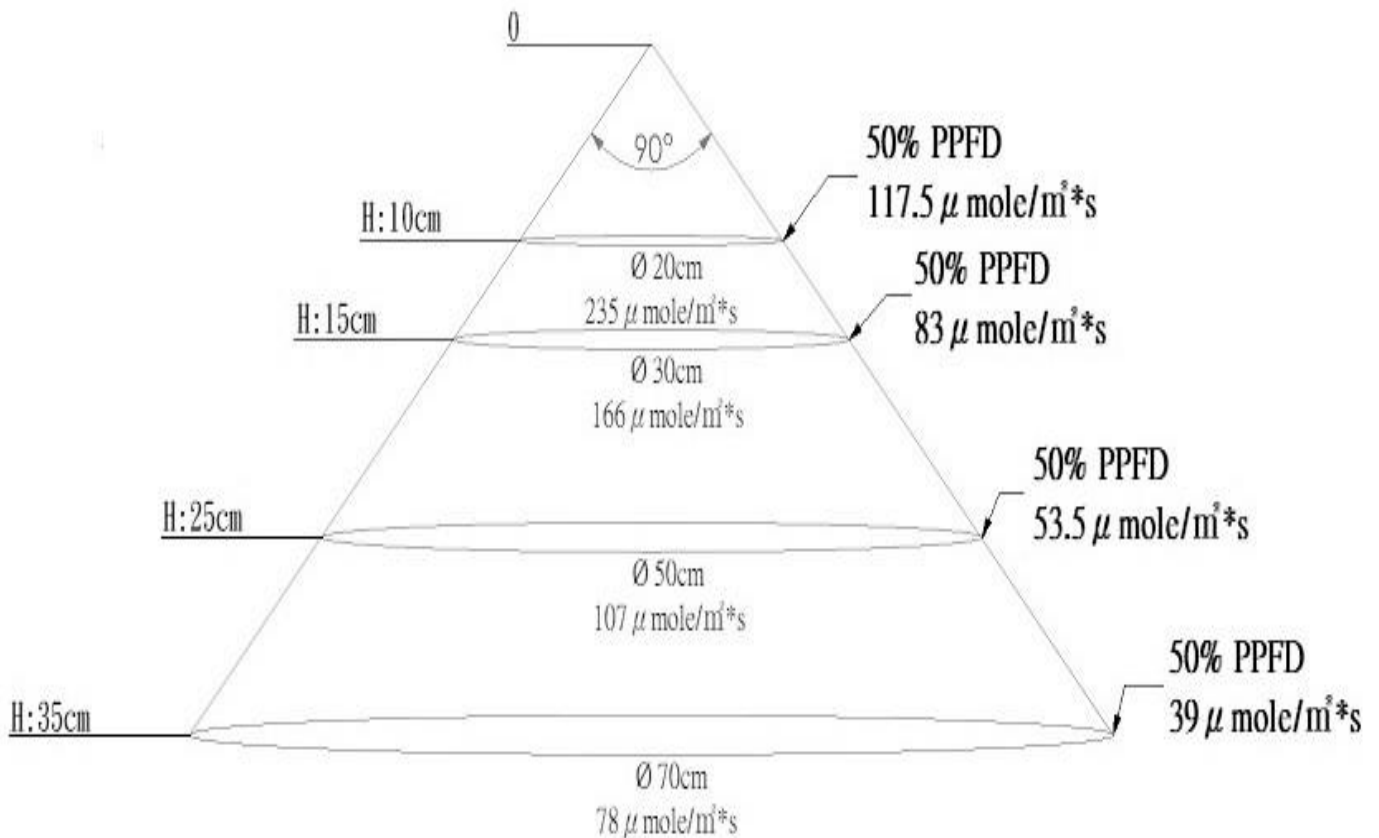 0
90°
50% PPFD
117.5 μ mole/m²*s
H:10cm
Ø 20cm
235 μ mole/m²*s
50% PPFD
83 μ mole/m²*s
H:15cm
Ø 30cm
166 μ mole/m²*s
50% PPFD
53.5 μ mole/m²*s
H:25cm
Ø 50cm
107 μ mole/m²*s
50% PPFD
39 μ mole/m²*s
H:35cm
Ø 70cm
78 μ mole/m²*s